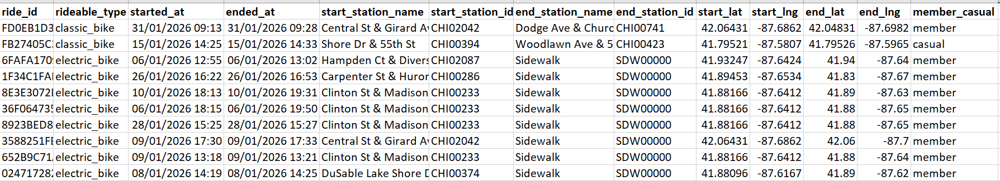 ride_id rideable_type started_at ended_at start_station_name start_station_id end_station_name end_station_id start_lat start_lng end_lat end_lng member_casual
FD0EB1D3 classic_bike 31/01/2026 09:13 31/01/2026 09:28 Central St & Girard Av CHI02042 Dodge Ave & Churc CHI00741 42.06431 -87.6862 42.04831 -87.6982 member
FB27405C classic_bike 15/01/2026 14:25 15/01/2026 14:33 Shore Dr & 55th St CHI00394 Woodlawn Ave & 5 CHI00423 41.79521 -87.5807 41.79526 -87.5965 casual
6FAFA170 electric_bike 06/01/2026 12:55 06/01/2026 13:02 Hampden Ct & Divers CHI02087 Sidewalk SDW00000 41.93247 -87.6424 41.94 -87.64 member
1F34C1FA electric_bike 26/01/2026 16:22 26/01/2026 16:53 Carpenter St & Huron CHI00286 Sidewalk SDW00000 41.89453 -87.6534 41.83 -87.67 member
8E3E3072 electric_bike 10/01/2026 18:13 10/01/2026 19:31 Clinton St & Madison CHI00233 Sidewalk SDW00000 41.88166 -87.6412 41.89 -87.63 member
36F06473 electric_bike 06/01/2026 18:15 06/01/2026 19:50 Clinton St & Madison CHI00233 Sidewalk SDW00000 41.88166 -87.6412 41.88 -87.65 member
8923BED8 electric_bike 28/01/2026 15:25 28/01/2026 15:27 Clinton St & Madison CHI00233 Sidewalk SDW00000 41.88166 -87.6412 41.88 -87.65 member
3588251F electric_bike 09/01/2026 17:30 09/01/2026 17:33 Central St & Girard Av CHI02042 Sidewalk SDW00000 42.06431 -87.6862 42.06 -87.7 member
652B9C71 electric_bike 09/01/2026 13:18 09/01/2026 13:21 Clinton St & Madison CHI00233 Sidewalk SDW00000 41.88166 -87.6412 41.88 -87.64 member
02471728 electric_bike 08/01/2026 14:19 08/01/2026 14:25 DuSable Lake Shore CHI00374 Sidewalk SDW00000 41.88096 -87.6167 41.89 -87.62 member